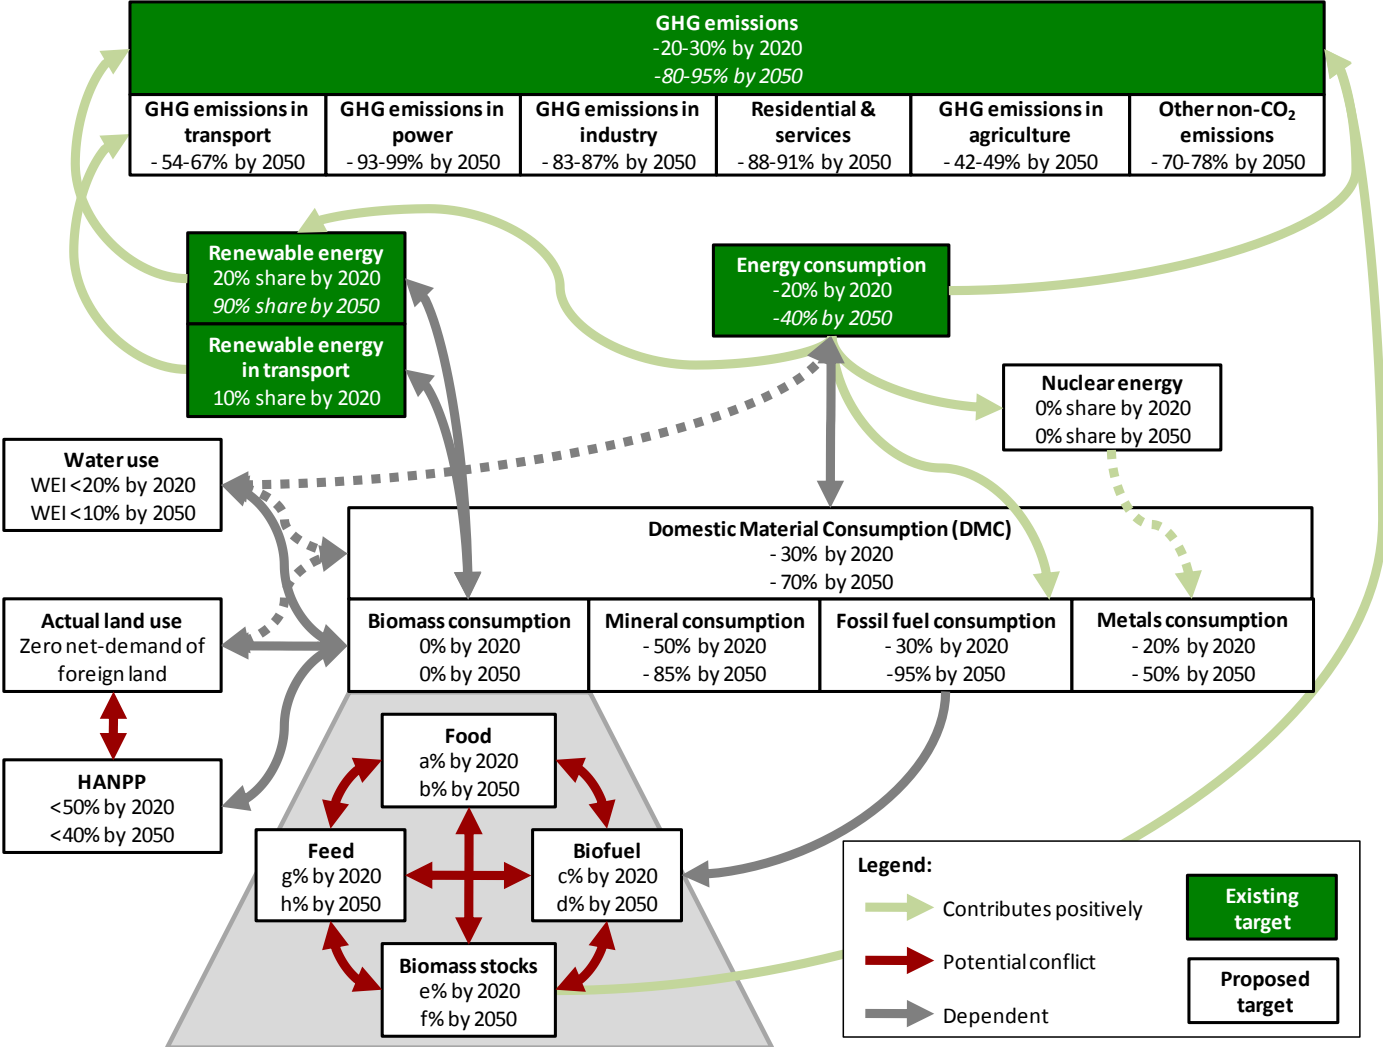 GHG emissions
-20-30% by 2020
-80-95% by 2050
GHG emissions in
transport
- 54-67% by 2050
GHG emissions in
power
- 93-99% by 2050
GHG emissions in
industry
- 83-87% by 2050
Residential &
services
- 88-91% by 2050
GHG emissions in
agriculture
- 42-49% by 2050
Other non-CO₂
emissions
- 70-78% by 2050
Renewable energy
20% share by 2020
90% share by 2050
Renewable energy
in transport
10% share by 2020
Energy consumption
-20% by 2020
-40% by 2050
Nuclear energy
0% share by 2020
0% share by 2050
Water use
WEI <20% by 2020
WEI <10% by 2050
Domestic Material Consumption (DMC)
- 30% by 2020
- 70% by 2050
Actual land use
Zero net-demand of
foreign land
Biomass consumption
0% by 2020
0% by 2050
Mineral consumption
- 50% by 2020
- 85% by 2050
Fossil fuel consumption
- 30% by 2020
-95% by 2050
Metals consumption
- 20% by 2020
- 50% by 2050
HANPP
<50% by 2020
<40% by 2050
Food
a% by 2020
b% by 2050
Feed
g% by 2020
h% by 2050
Biofuel
c% by 2020
d% by 2050
Biomass stocks
e% by 2020
f% by 2050
Legend:
Contributes positively
Potential conflict
Dependent
Existing
target
Proposed
target